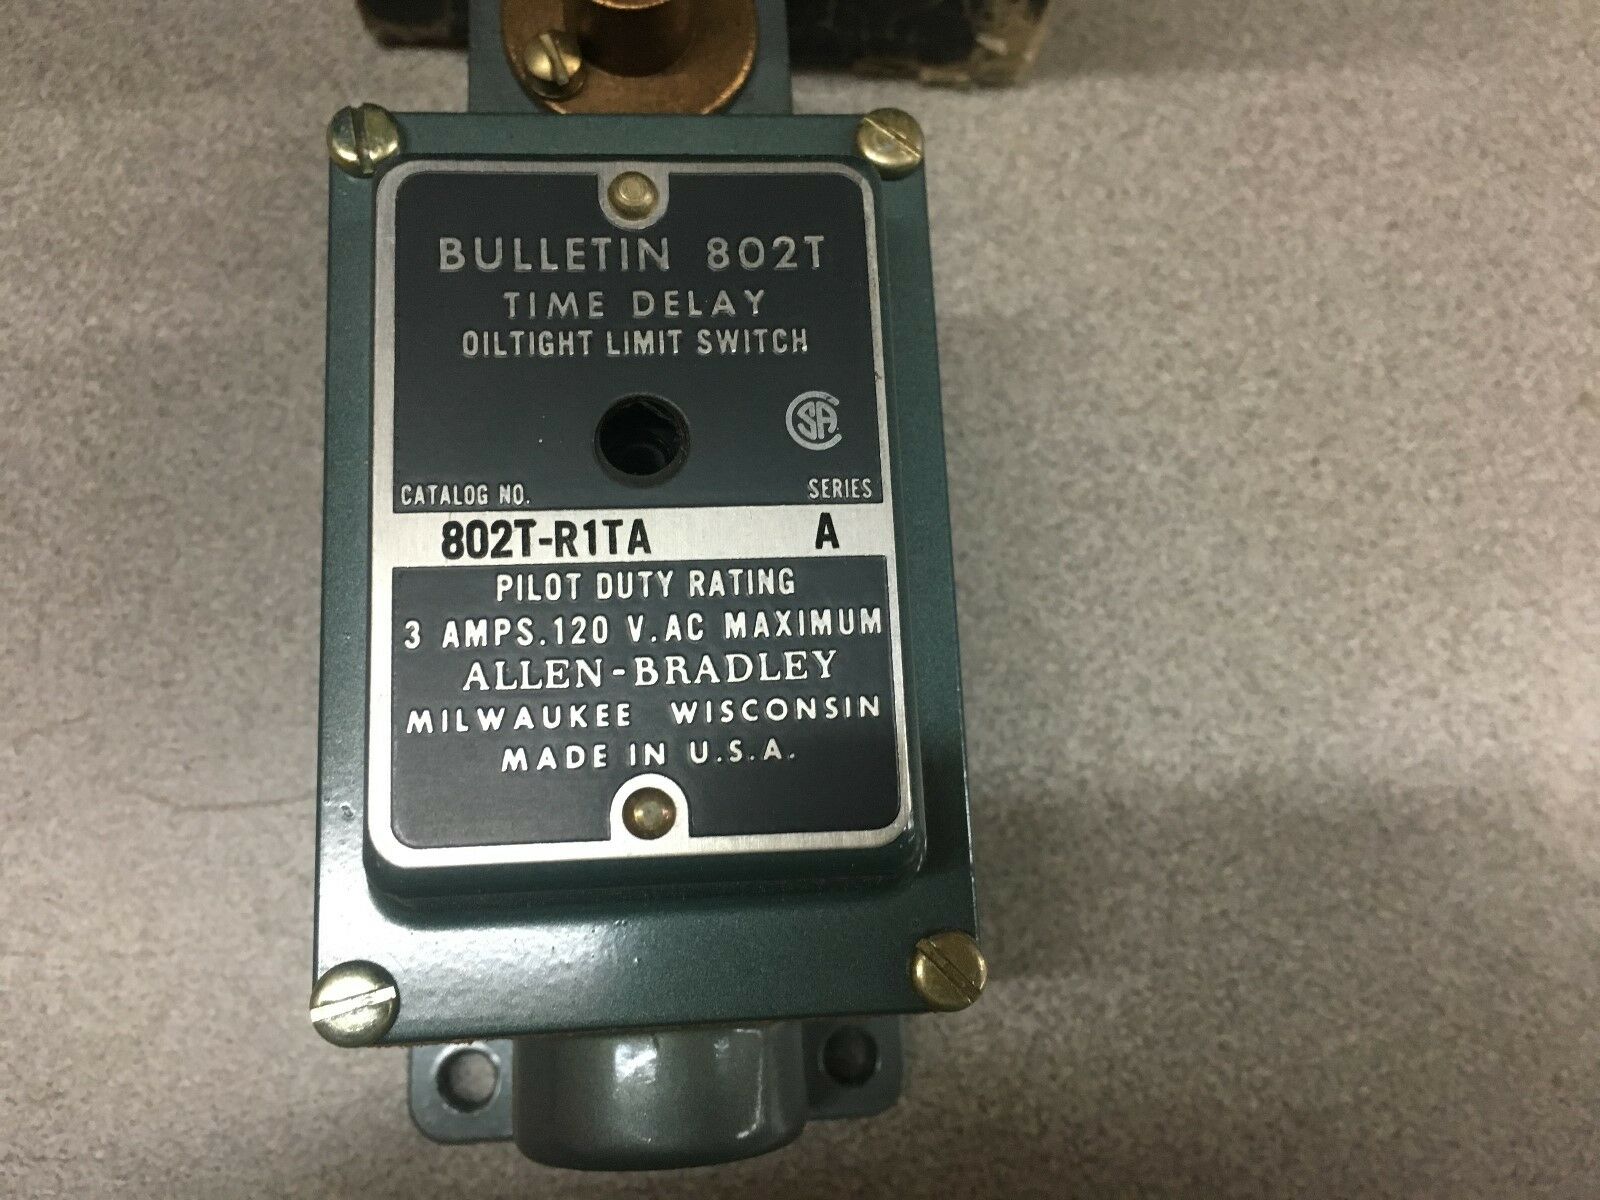 BULLETIN 802T
TIME DELAY
OILTIGHT LIMIT SWITCH
CSA
CATALOG NO. SERIES
802T-R1TA A
PILOT DUTY RATING
3 AMPS. 120 V. AC MAXIMUM
ALLEN-BRADLEY
MILWAUKEE WISCONSIN
MADE IN U.S.A.